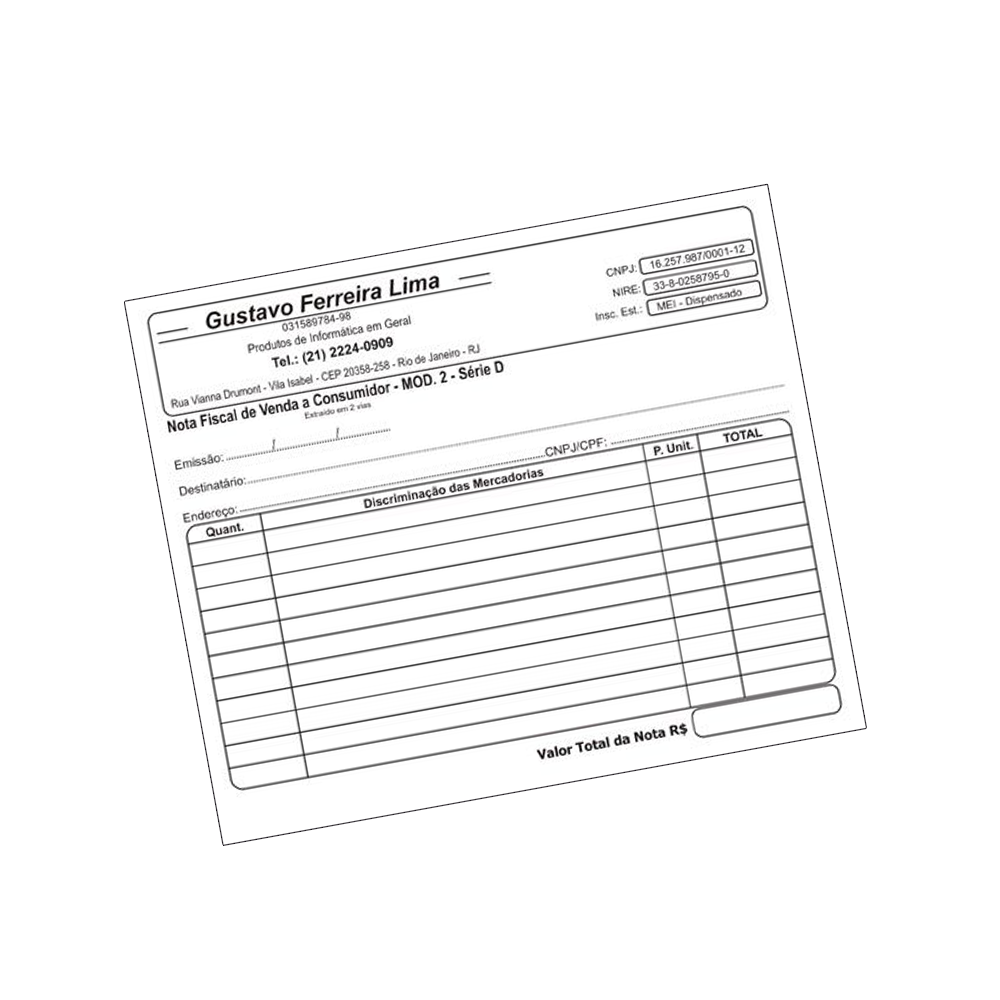 Gustavo Ferreira Lima
031589784-98
Produtos de Informática em Geral
Tel.: (21) 2224-0909
Rua Vianna Drumont - Vila Isabel - CEP 20358-258 - Rio de Janeiro - RJ
CNPJ: 16.257.987/0001-12
NIRE: 33-8-0258795-0
Insc. Est.: MEI - Dispensado
Nota Fiscal de Venda a Consumidor - MOD. 2 - Série D
Extraído em 2 vias
Emissão: / /
Destinatário:
Endereço: CNPJ/CPF:
Quant. Discriminação das Mercadorias P. Unit. TOTAL
Valor Total da Nota R$